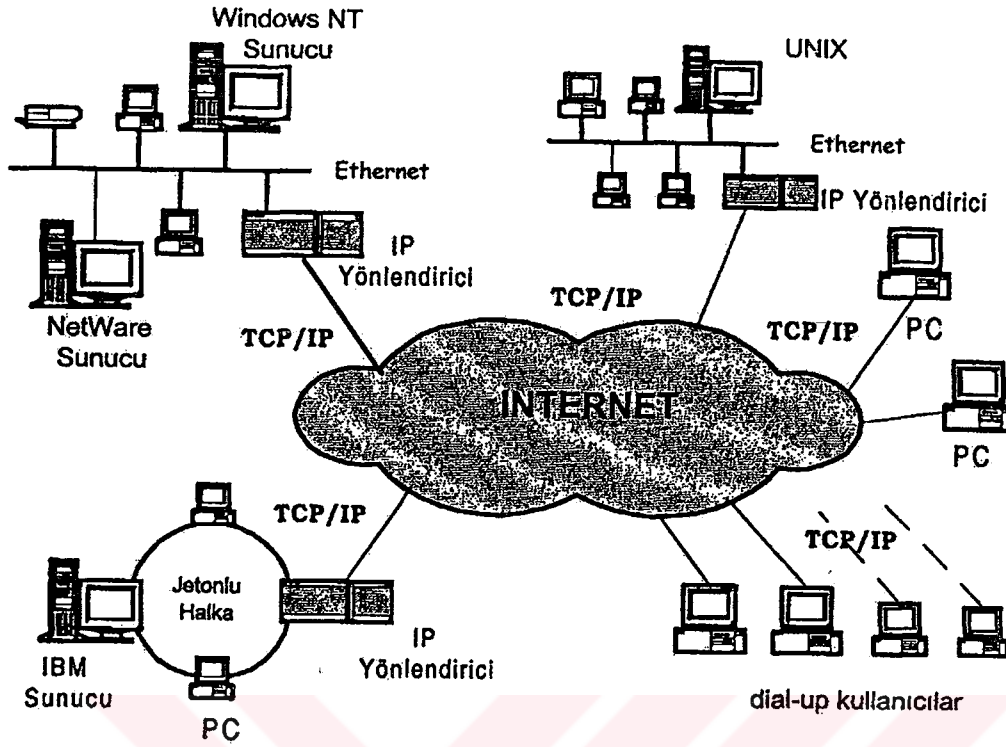 Windows NT
Sunucu
UNIX
Ethernet
Ethernet
IP Yönlendirici
IP
Yönlendirici
NetWare
Sunucu
TCP/IP
TCP/IP
TCP/IP
PC
INTERNET
PC
TCP/IP
TCP/IP
Jetonlu
Halka
IBM
Sunucu
IP
Yönlendirici
PC
dial-up kullanıcılar